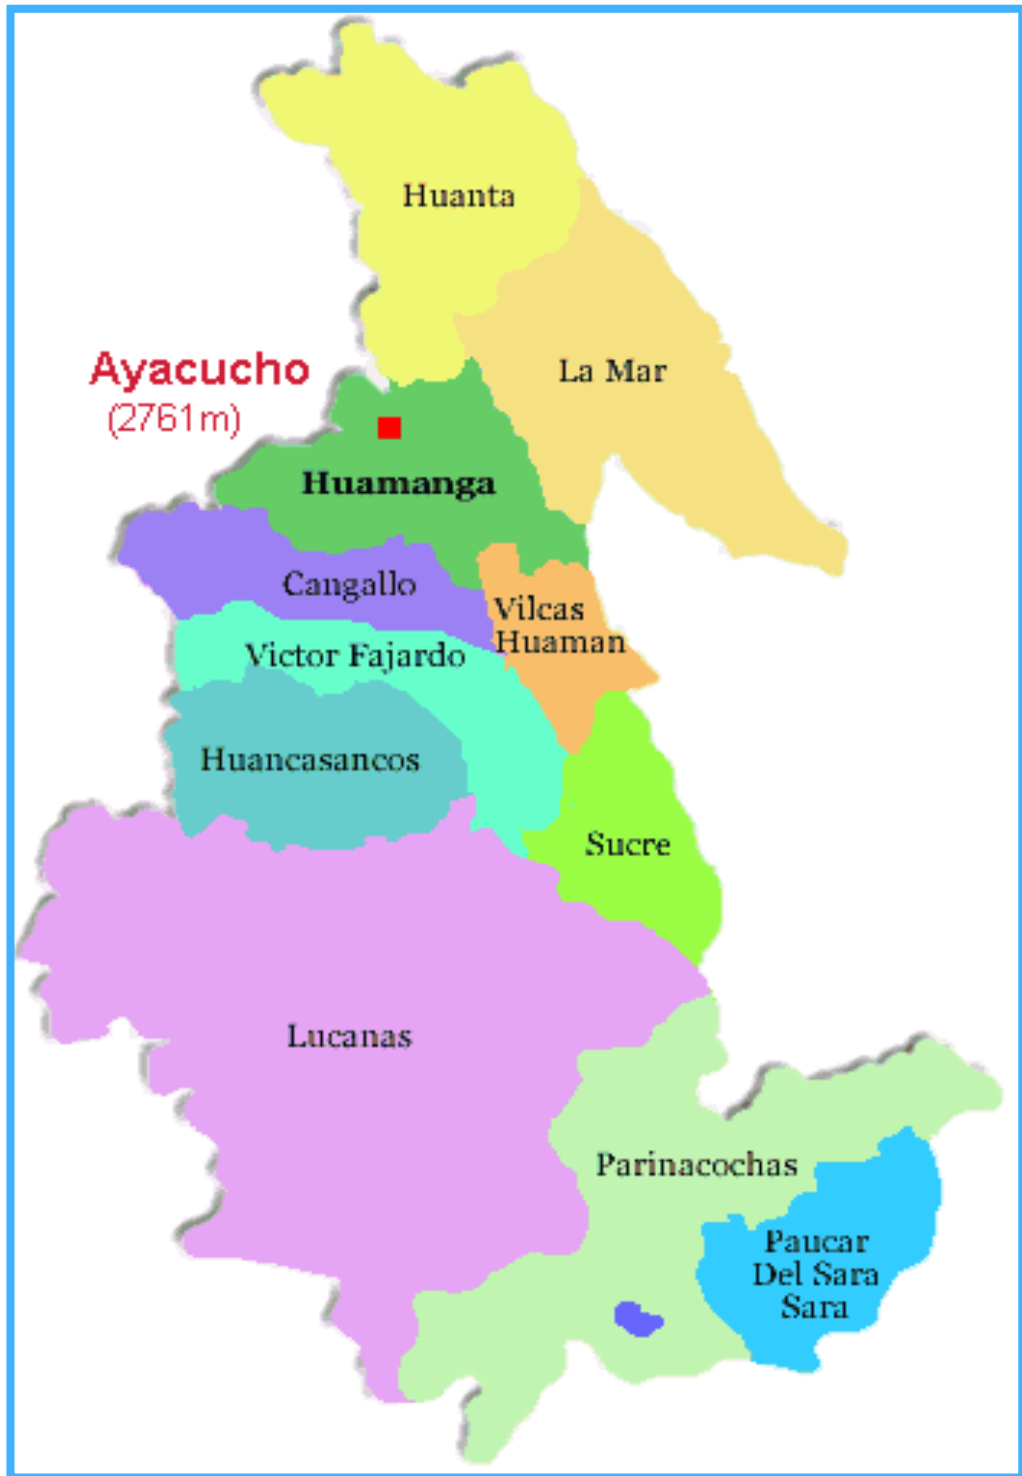 Huanta
La Mar
Ayacucho
(2761m)
Huamanga
Cangallo
Vilcas
Huaman
Victor Fajardo
Huancasancos
Sucre
Lucanas
Parinacochas
Paucar
Del Sara
Sara